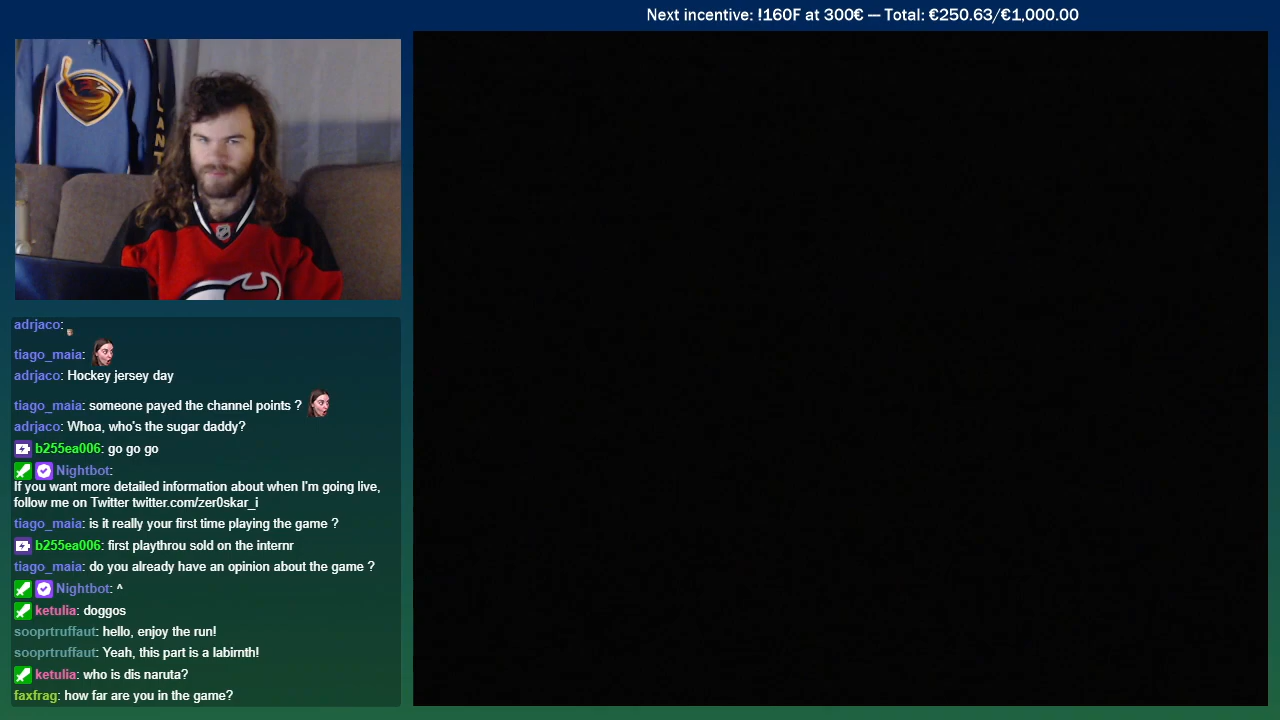 Next incentive: !160F at 300€ — Total: €250.63/€1,000.00
L
A
N
T
adrjaco:
tiago_maia:
adrjaco: Hockey jersey day
tiago_maia: someone payed the channel points ?
adrjaco: Whoa, who's the sugar daddy?
b255ea006: go go go
Nightbot:
If you want more detailed information about when I'm going live,
follow me on Twitter twitter.com/zer0skar_i
tiago_maia: is it really your first time playing the game ?
b255ea006: first playthrou sold on the internr
tiago_maia: do you already have an opinion about the game ?
Nightbot: ^
ketulia: doggos
sooprtruffaut: hello, enjoy the run!
sooprtruffaut: Yeah, this part is a labirnth!
ketulia: who is dis naruta?
faxfrag: how far are you in the game?